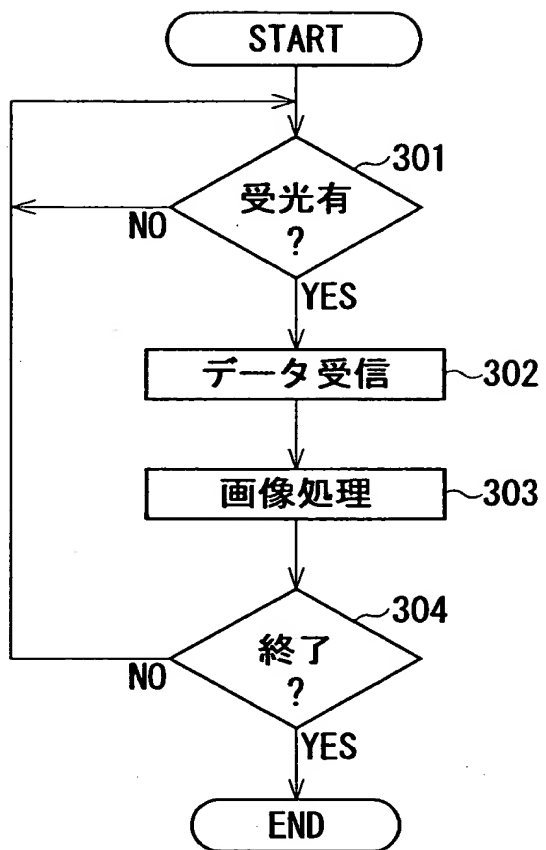 START
301
受光有
?
NO
YES
データ受信
302
画像処理
303
304
終了
?
NO
YES
END